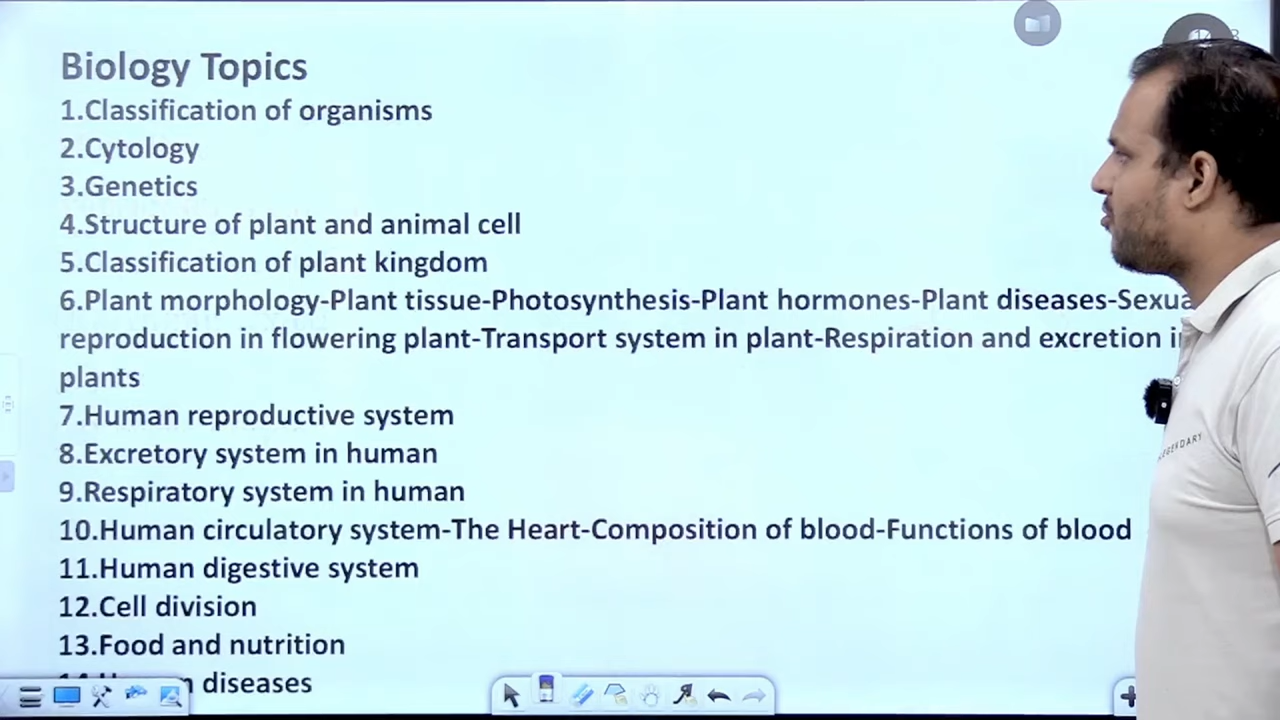 Biology Topics
1.Classification of organisms
2.Cytology
3.Genetics
4.Structure of plant and animal cell
5.Classification of plant kingdom
6.Plant morphology-Plant tissue-Photosynthesis-Plant hormones-Plant diseases-Sexua
reproduction in flowering plant-Transport system in plant-Respiration and excretion
plants
7.Human reproductive system
8.Excretory system in human
9.Respiratory system in human
10.Human circulatory system-The Heart-Composition of blood-Functions of blood
11.Human digestive system
12.Cell division
13.Food and nutrition
diseases